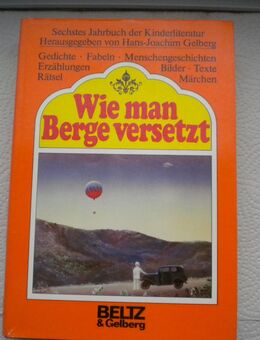 Sechstes Jahrbuch der Kinderliteratur
Herausgegeben von Hans-Joachim Gelberg
Gedichte · Fabeln · Menschengeschichten
Erzählungen Bilder · Texte
Rätsel Märchen
Wie man
Berge versetzt
BELTZ
& Gelberg